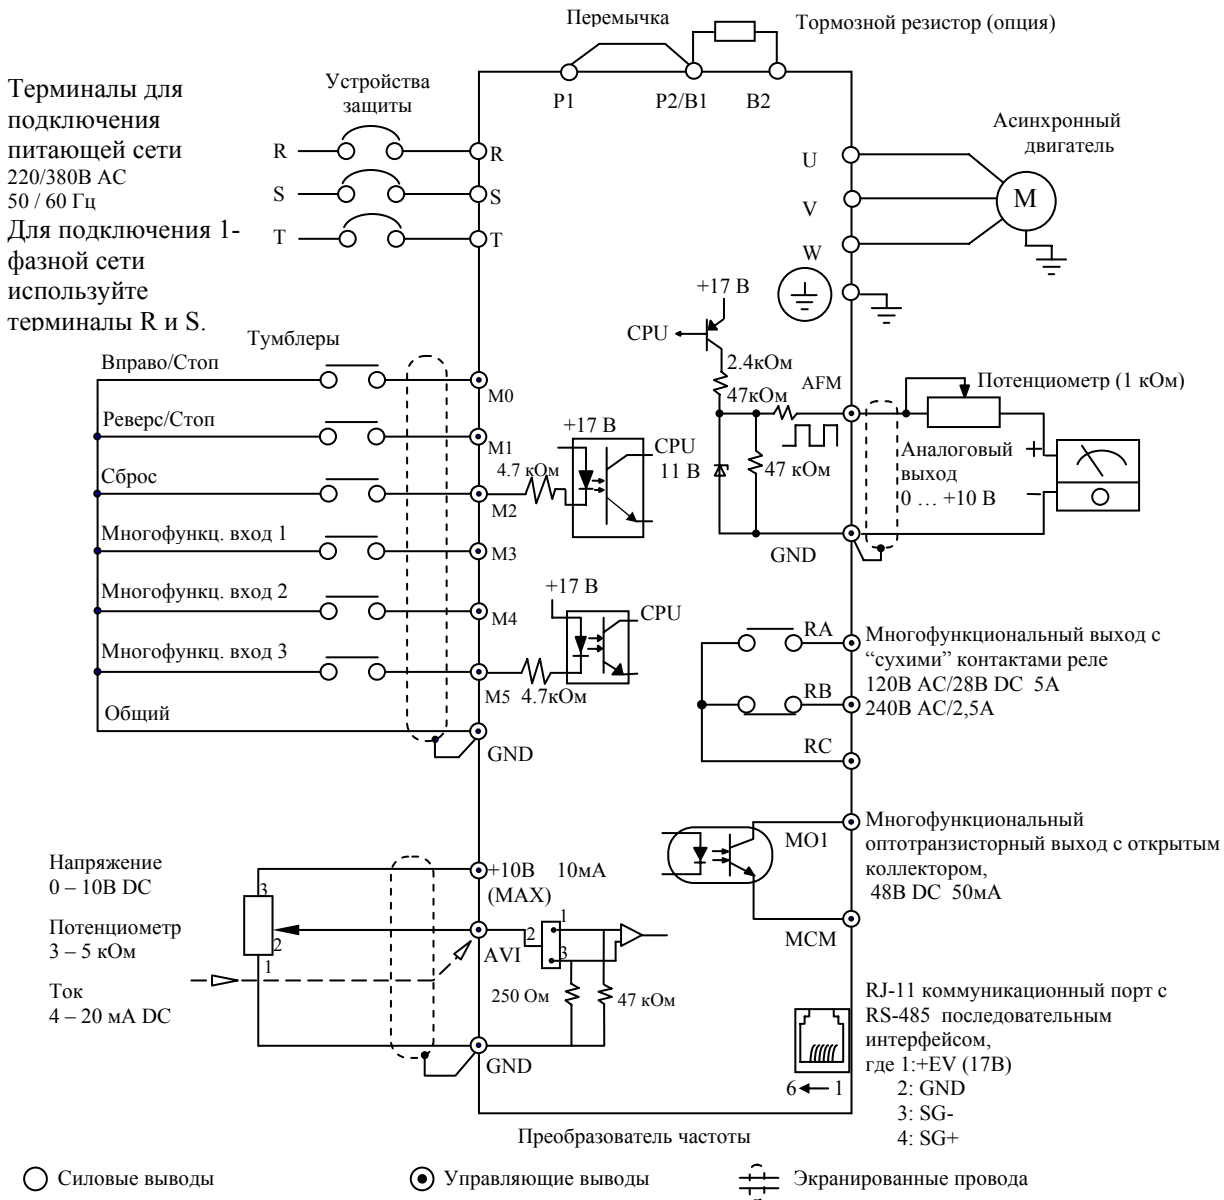 Перемычка
Тормозной резистор (опция)
Терминалы для
подключения
питающей сети
220/380В AC
50 / 60 Гц
Для подключения 1-
фазной сети
используйте
терминалы R и S.
Устройства
защиты
P1
P2/B1
B2
Асинхронный
двигатель
R
R
S
S
T
T
U
V
W
M
+17 В
CPU
2.4кОм
47кОм
AFM
Потенциометр (1 кОм)
Тумблеры
Вправо/Стоп
M0
Реверс/Стоп
M1
+17 В
CPU
4.7 кОм
11 В
47 кОм
Аналоговый
выход
0 … +10 В
+
−
Сброс
M2
Многофункц. вход 1
M3
GND
Многофункц. вход 2
M4
+17 В
CPU
Многофункц. вход 3
M5
4.7кОм
Общий
GND
RA
RB
RC
Многофункциональный выход с
“сухими” контактами реле
120В AC/28В DC 5А
240В AC/2,5А
MO1
MCM
Многофункциональный
оптотранзисторный выход с открытым
коллектором,
48В DC 50мА
Напряжение
0 – 10В DC
Потенциометр
3 – 5 кОм
Ток
4 – 20 мА DC
3
2
1
+10В 10мА
(MAX)
AVI
2
1
3
250 Ом
47 кОм
GND
6
1
RJ-11 коммуникационный порт с
RS-485 последовательным
интерфейсом,
где 1:+EV (17В)
2: GND
3: SG-
4: SG+
Преобразователь частоты
Силовые выводы
Управляющие выводы
Экранированные провода